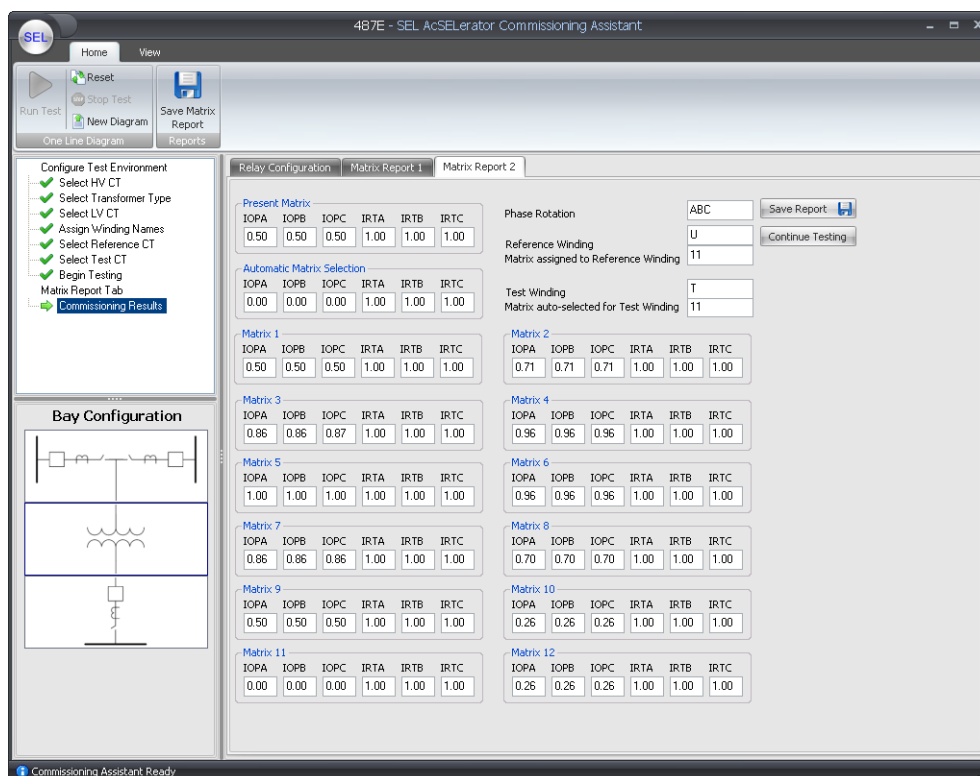 487E - SEL AcSELerator Commissioning Assistant
SEL
Home View
Run Test
Reset
Stop Test
New Diagram
One Line Diagram
Save Matrix
Report
Reports
Configure Test Environment
Select HV CT
Select Transformer Type
Select LV CT
Assign Winding Names
Select Reference CT
Select Test CT
Begin Testing
Matrix Report Tab
Commissioning Results
Bay Configuration
Relay Configuration Matrix Report 1 Matrix Report 2
Present Matrix
IOPA IOPB IOPC IRTA IRTB IRTC
0.50 0.50 0.50 1.00 1.00 1.00
Automatic Matrix Selection
IOPA IOPB IOPC IRTA IRTB IRTC
0.00 0.00 0.00 1.00 1.00 1.00
Phase Rotation ABC
Reference Winding U
Matrix assigned to Reference Winding 11
Test Winding T
Matrix auto-selected for Test Winding 11
Save Report
Continue Testing
Matrix 1
IOPA IOPB IOPC IRTA IRTB IRTC
0.50 0.50 0.50 1.00 1.00 1.00
Matrix 2
IOPA IOPB IOPC IRTA IRTB IRTC
0.71 0.71 0.71 1.00 1.00 1.00
Matrix 3
IOPA IOPB IOPC IRTA IRTB IRTC
0.86 0.86 0.87 1.00 1.00 1.00
Matrix 4
IOPA IOPB IOPC IRTA IRTB IRTC
0.96 0.96 0.96 1.00 1.00 1.00
Matrix 5
IOPA IOPB IOPC IRTA IRTB IRTC
1.00 1.00 1.00 1.00 1.00 1.00
Matrix 6
IOPA IOPB IOPC IRTA IRTB IRTC
0.96 0.96 0.96 1.00 1.00 1.00
Matrix 7
IOPA IOPB IOPC IRTA IRTB IRTC
0.86 0.86 0.86 1.00 1.00 1.00
Matrix 8
IOPA IOPB IOPC IRTA IRTB IRTC
0.70 0.70 0.70 1.00 1.00 1.00
Matrix 9
IOPA IOPB IOPC IRTA IRTB IRTC
0.50 0.50 0.50 1.00 1.00 1.00
Matrix 10
IOPA IOPB IOPC IRTA IRTB IRTC
0.26 0.26 0.26 1.00 1.00 1.00
Matrix 11
IOPA IOPB IOPC IRTA IRTB IRTC
0.00 0.00 0.00 1.00 1.00 1.00
Matrix 12
IOPA IOPB IOPC IRTA IRTB IRTC
0.26 0.26 0.26 1.00 1.00 1.00
Commissioning Assistant Ready